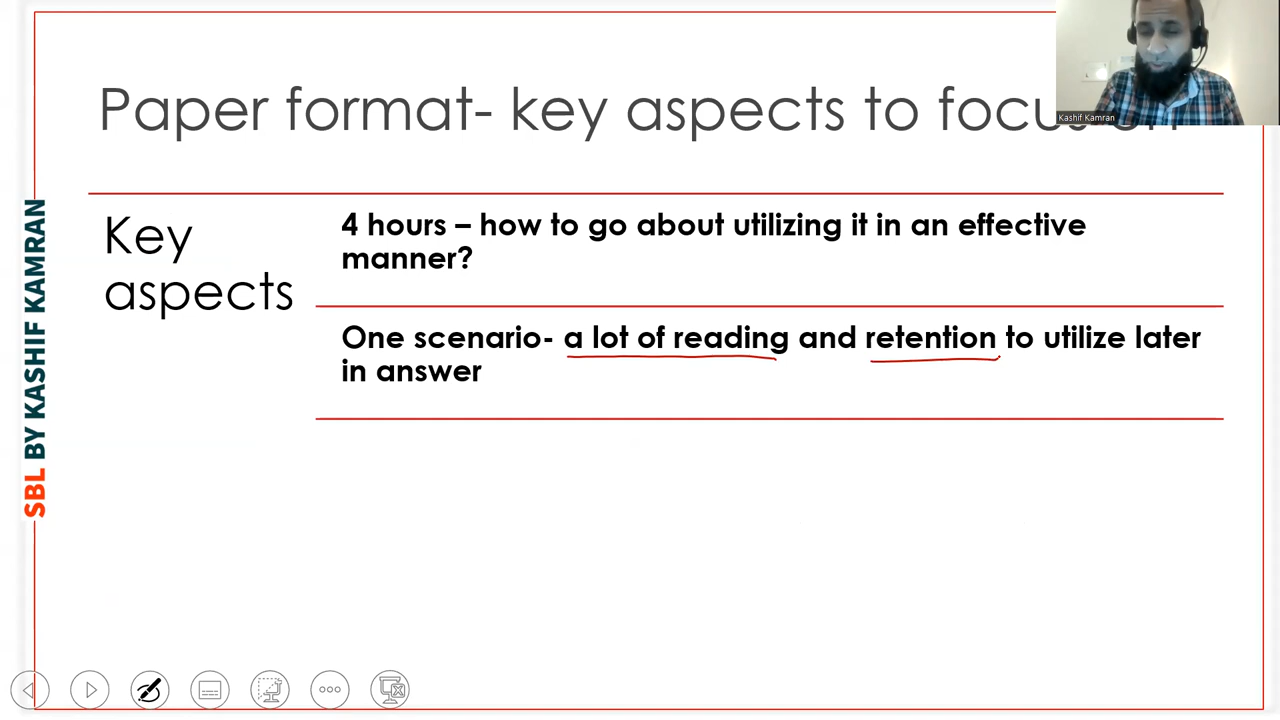 Paper format- key aspects to focus on
Kashif Kamran
Key
aspects
4 hours – how to go about utilizing it in an effective
manner?
One scenario- a lot of reading and retention to utilize later
in answer
SBL BY KASHIF KAMRAN